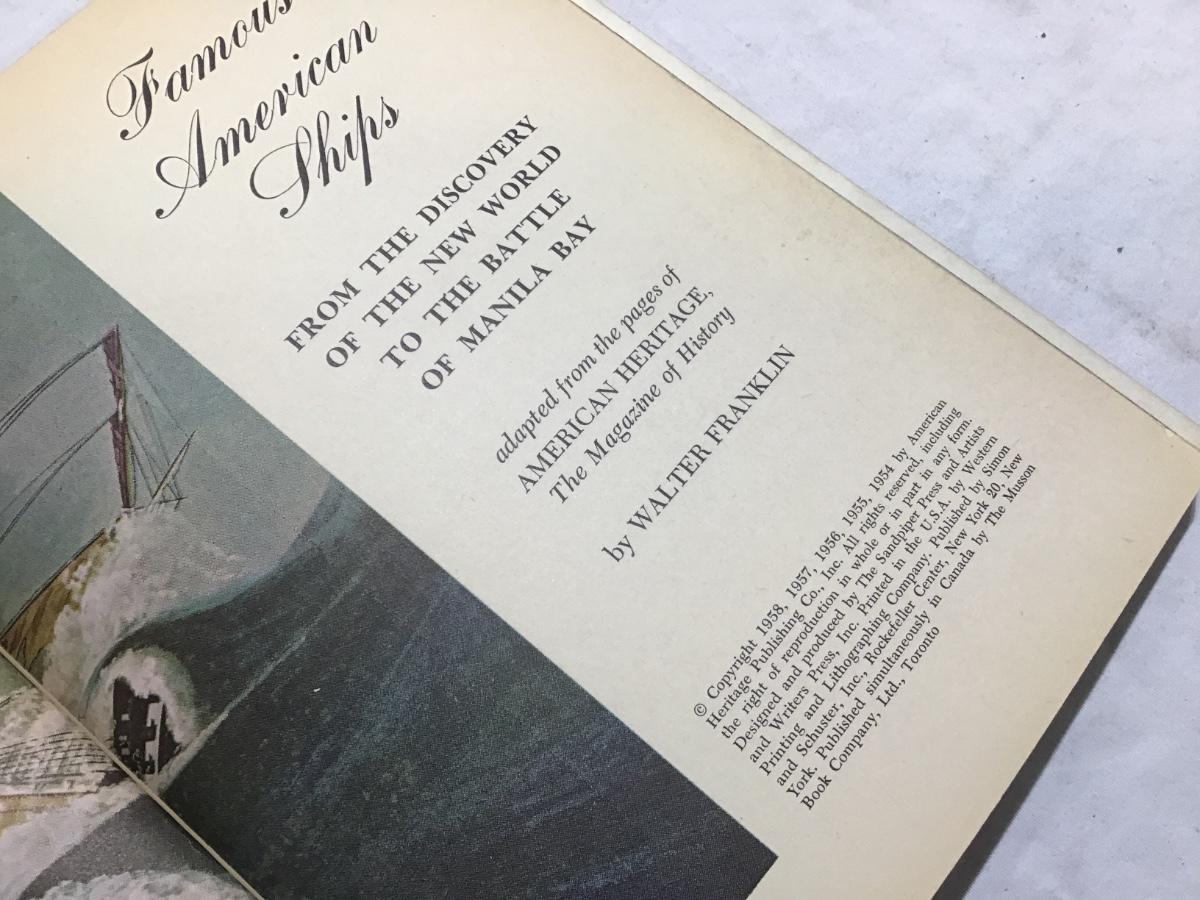 Famous
American
Ships
FROM THE DISCOVERY
OF THE NEW WORLD
TO THE BATTLE
OF MANILA BAY
adapted from the pages of
AMERICAN HERITAGE,
The Magazine of History
by WALTER FRANKLIN
© Copyright 1958, 1957, 1956, 1955, 1954 by American
Heritage Publishing Co., Inc. All rights reserved, including
the right of reproduction in whole or in part in any form.
Designed and produced by The Sandpiper Press and Artists
and Writers Press, Inc. Printed in the U.S.A. by Western
Printing and Lithographing Company. Published by Simon
and Schuster, Inc., Rockefeller Center, New York 20, New
York. Published simultaneously in Canada by The Musson
Book Company, Ltd., Toronto